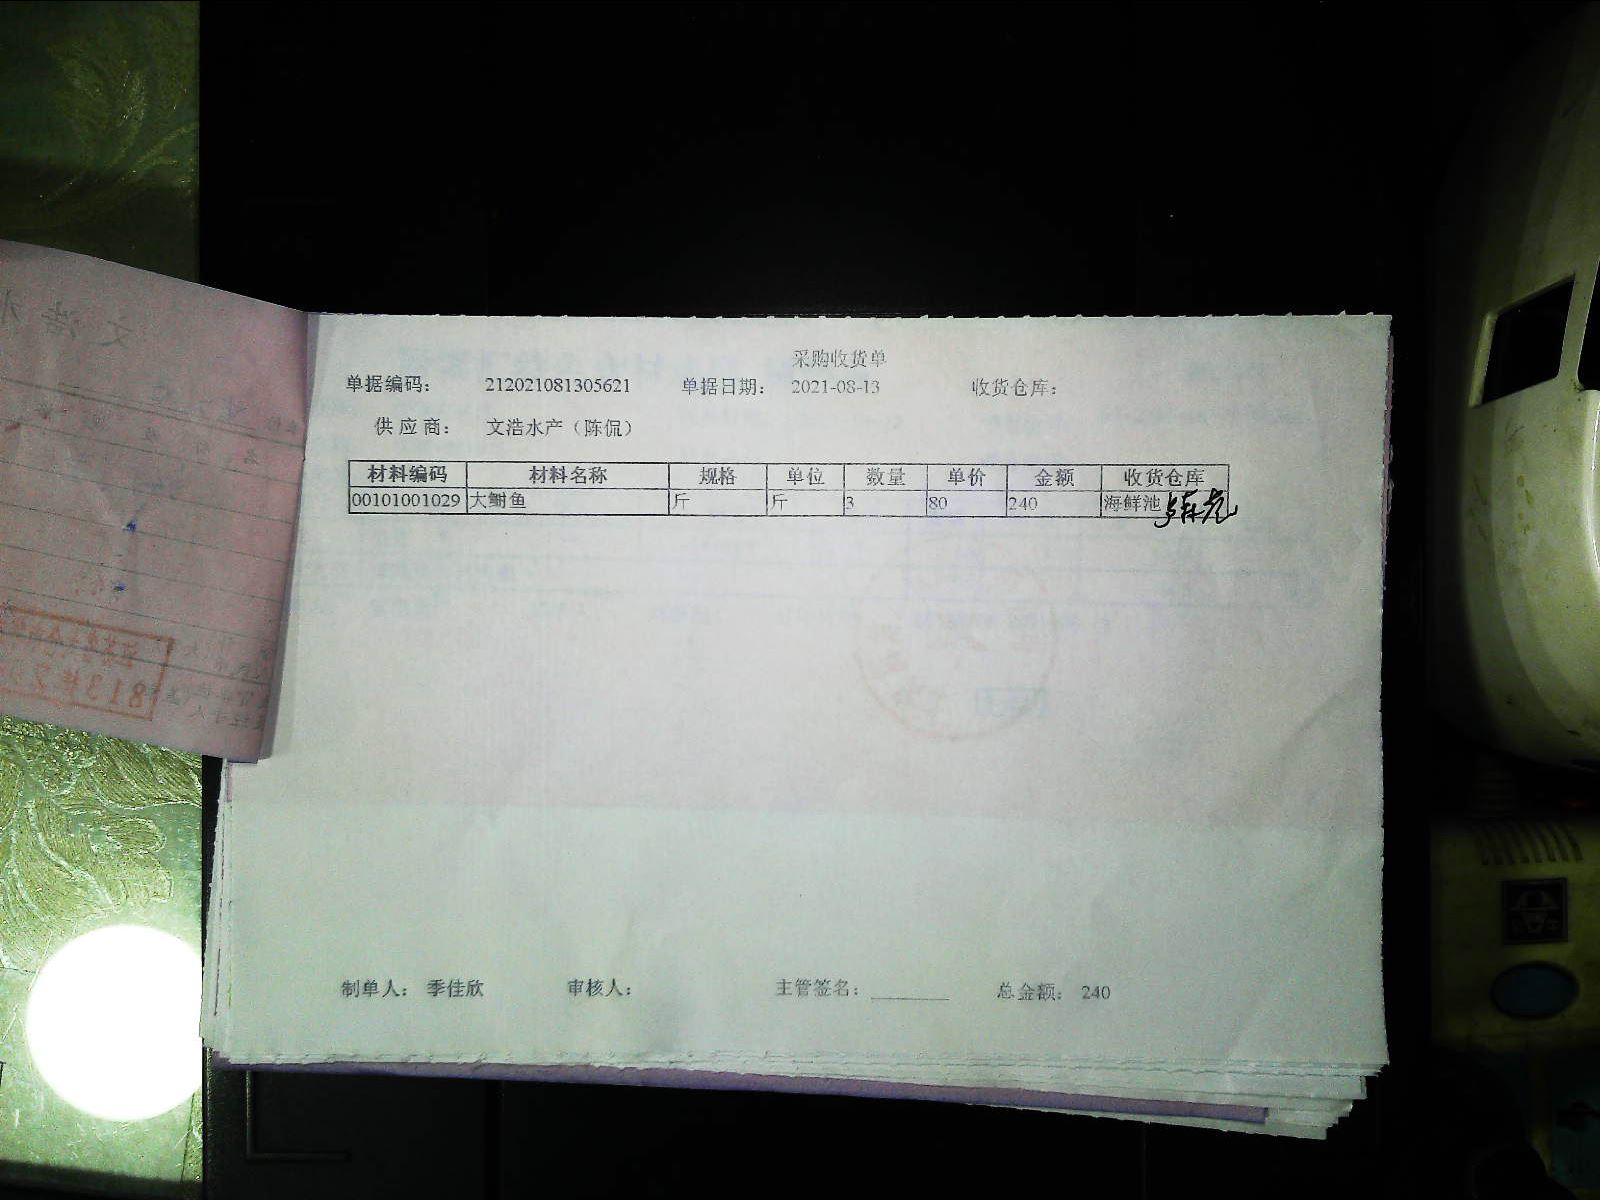 采购收货单
单据编码： 212021081305621 单据日期： 2021-08-13 收货仓库：
供应商： 文浩水产（陈侃）
材料编码 材料名称 规格 单位 数量 单价 金额 收货仓库
00101001029 大鲥鱼 斤 斤 3 80 240 海鲜池
制单人： 季佳欣 审核人： 主管签名： 总金额： 240